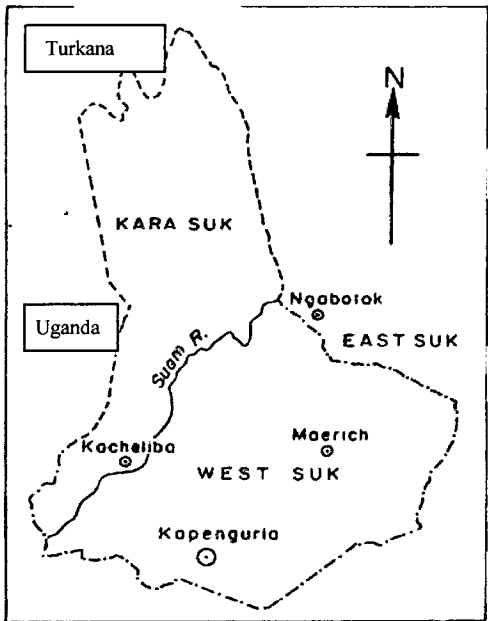 Turkana
N
KARA SUK
Ngabotok
Uganda
EAST SUK
Suam R.
Kacheliba
Maerich
WEST SUK
Kapenguria